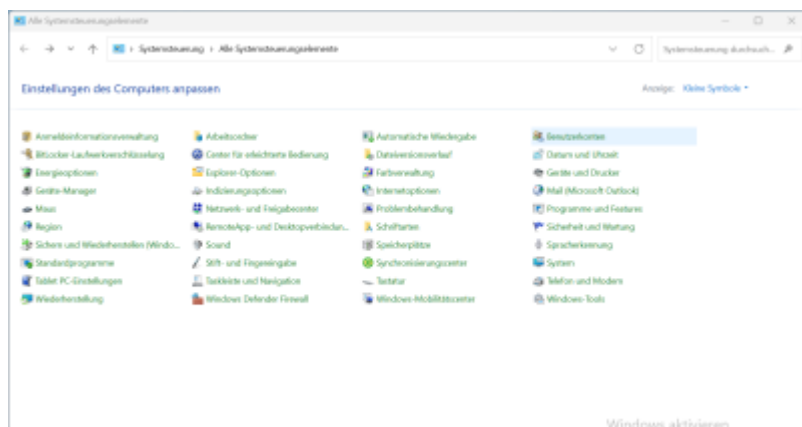 Alle Systemsteuerungselemente
Systemsteuerung › Alle Systemsteuerungselemente
Systemsteuerung durchsuch...
Einstellungen des Computers anpassen
Anzeige: Kleine Symbole
Anmeldeinformationsverwaltung
Arbeitsordner
Automatische Wiedergabe
Benutzerkonten
BitLocker-Laufwerkverschlüsselung
Center für erleichterte Bedienung
Dateiversionsverlauf
Datum und Uhrzeit
Energieoptionen
Explorer-Optionen
Farbverwaltung
Geräte und Drucker
Geräte-Manager
Indizierungsoptionen
Internetoptionen
Mail (Microsoft Outlook)
Maus
Netzwerk- und Freigabecenter
Problembehandlung
Programme und Features
Region
RemoteApp- und Desktopverbindun...
Schriftarten
Sicherheit und Wartung
Sichern und Wiederherstellen (Windo...
Sound
Speicherplätze
Spracherkennung
Standardprogramme
Stift- und Fingereingabe
Synchronisierungscenter
System
Tablet PC-Einstellungen
Taskleiste und Navigation
Tastatur
Telefon und Modem
Wiederherstellung
Windows Defender Firewall
Windows-Mobilitätscenter
Windows-Tools
Windows aktivieren